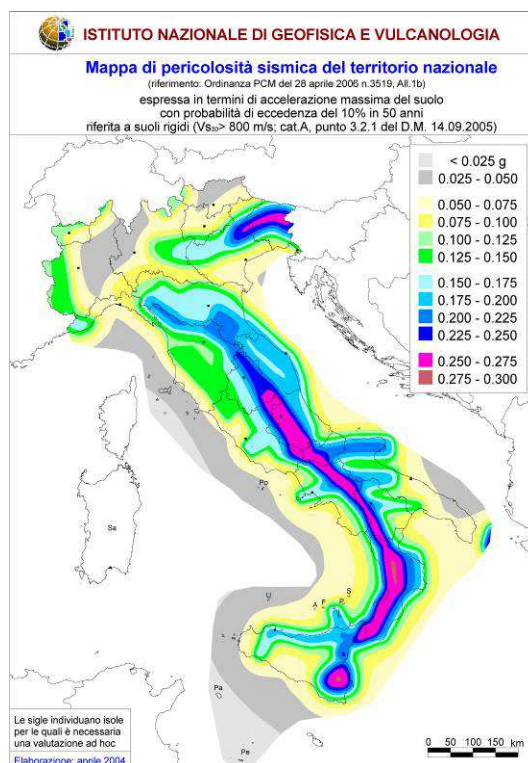 ISTITUTO NAZIONALE DI GEOFISICA E VULCANOLOGIA
Mappa di pericolosità sismica del territorio nazionale
(riferimento: Ordinanza PCM del 28 aprile 2006 n.3519, All.1b)
espressa in termini di accelerazione massima del suolo
con probabilità di eccedenza del 10% in 50 anni
riferita a suoli rigidi (Vs₃₀> 800 m/s; cat.A, punto 3.2.1 del D.M. 14.09.2005)
< 0.025 g
0.025 - 0.050
0.050 - 0.075
0.075 - 0.100
0.100 - 0.125
0.125 - 0.150
0.150 - 0.175
0.175 - 0.200
0.200 - 0.225
0.225 - 0.250
0.250 - 0.275
0.275 - 0.300
Po
Sa
U
A F P S
Pa
Pe
Le sigle individuano isole
per le quali è necessaria
una valutazione ad hoc
Elaborazione: aprile 2004
0 50 100 150 km